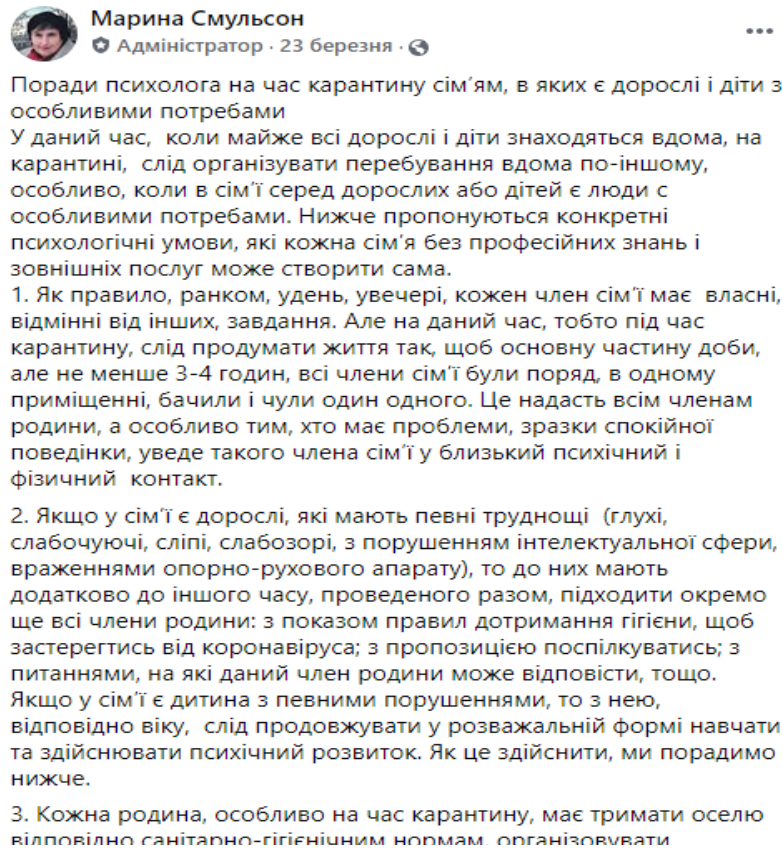 Марина Смульсон
Адміністратор · 23 березня ·
Поради психолога на час карантину сім´ям, в яких є дорослі і діти з
особливими потребами
У даний час,  коли майже всі дорослі і діти знаходяться вдома, на
карантині,  слід організувати перебування вдома по-іншому,
особливо, коли в сім´ї серед дорослих або дітей є люди с
особливими потребами. Нижче пропонуються конкретні
психологічні умови, які кожна сім´я без професійних знань і
зовнішніх послуг може створити сама.
1. Як правило, ранком, удень, увечері, кожен член сім´ї має  власні,
відмінні від інших, завдання. Але на даний час, тобто під час
карантину, слід продумати життя так, щоб основну частину доби,
але не менше 3-4 годин, всі члени сім´ї були поряд, в одному
приміщенні, бачили і чули один одного. Це надасть всім членам
родини, а особливо тим, хто має проблеми, зразки спокійної
поведінки, уведе такого члена сім´ї у близький психічний і
фізичний  контакт.
2. Якщо у сім´ї є дорослі, які мають певні труднощі  (глухі,
слабочуючі, сліпі, слабозорі, з порушенням інтелектуальної сфери,
враженнями опорно-рухового апарату), то до них мають
додатково до іншого часу, проведеного разом, підходити окремо
ще всі члени родини: з показом правил дотримання гігієни, щоб
застерегтись від коронавіруса; з пропозицією поспілкуватись; з
питаннями, на які даний член родини може відповісти, тощо.
Якщо у сім´ї є дитина з певними порушеннями, то з нею,
відповідно віку,  слід продовжувати у розважальній формі навчати
та здійснювати психічний розвиток. Як це здійснити, ми порадимо
нижче.
3. Кожна родина, особливо на час карантину, має тримати оселю
відповідно санітарно-гігієнічним нормам, організовувати